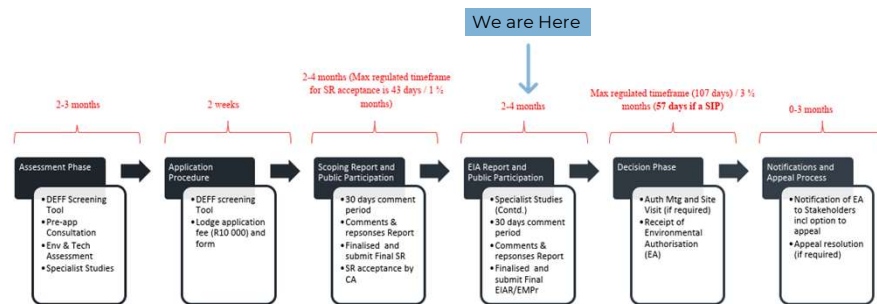 We are Here
2-4 months (Max regulated timeframe
for SR acceptance is 43 days / 1 ½
months)
Max regulated timeframe (107 days) / 3 ½
months (57 days if a SIP)
2-3 months
2 weeks
2-4 months
0-3 months
Assessment Phase
•DEFF Screening
Tool
•Pre-app
Consultation
•Env & Tech
Assessment
•Specialist Studies
Application
Procedure
•DEFF screening
Tool
•Lodge application
fee (R10 000) and
form
Scoping Report and
Public Participation
•30 days comment
period
•Comments &
repsonses Report
•Finalised and
submit Final SR
•SR acceptance by
CA
EIA Report and
Public Participation
•Specialist Studies
(Contd.)
•30 days comment
period
•Comments &
repsonses Report
•Finalised and
submit Final
EIAR/EMPr
Decision Phase
•Auth Mtg and Site
Visit (if required)
•Receipt of
Environmental
Authorisation
(EA)
Notifications and
Appeal Process
•Notification of EA
to Stakeholders
incl option to
appeal
•Appeal resolution
(if required)